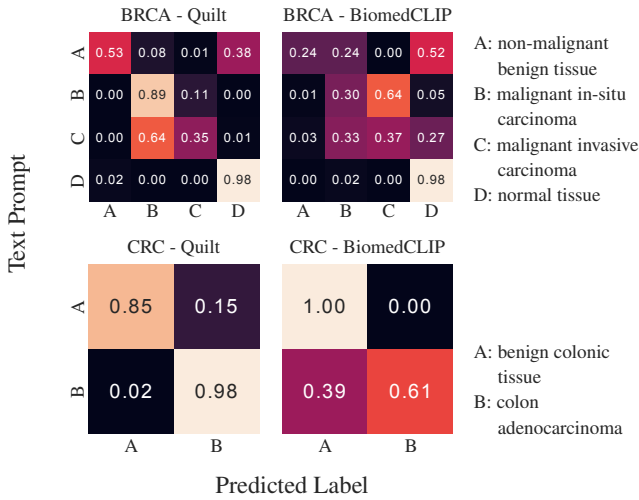 BRCA - Quilt
BRCA - BiomedCLIP
A 0.53 0.08 0.01 0.38
B 0.00 0.89 0.11 0.00
C 0.00 0.64 0.35 0.01
D 0.02 0.00 0.00 0.98
A B C D
0.24 0.24 0.00 0.52
0.01 0.30 0.64 0.05
0.03 0.33 0.37 0.27
0.00 0.02 0.00 0.98
A B C D
A: non-malignant
benign tissue
B: malignant in-situ
carcinoma
C: malignant invasive
carcinoma
D: normal tissue
Text Prompt
CRC - Quilt
CRC - BiomedCLIP
A 0.85 0.15
B 0.02 0.98
A B
1.00 0.00
0.39 0.61
A B
A: benign colonic
tissue
B: colon
adenocarcinoma
Predicted Label